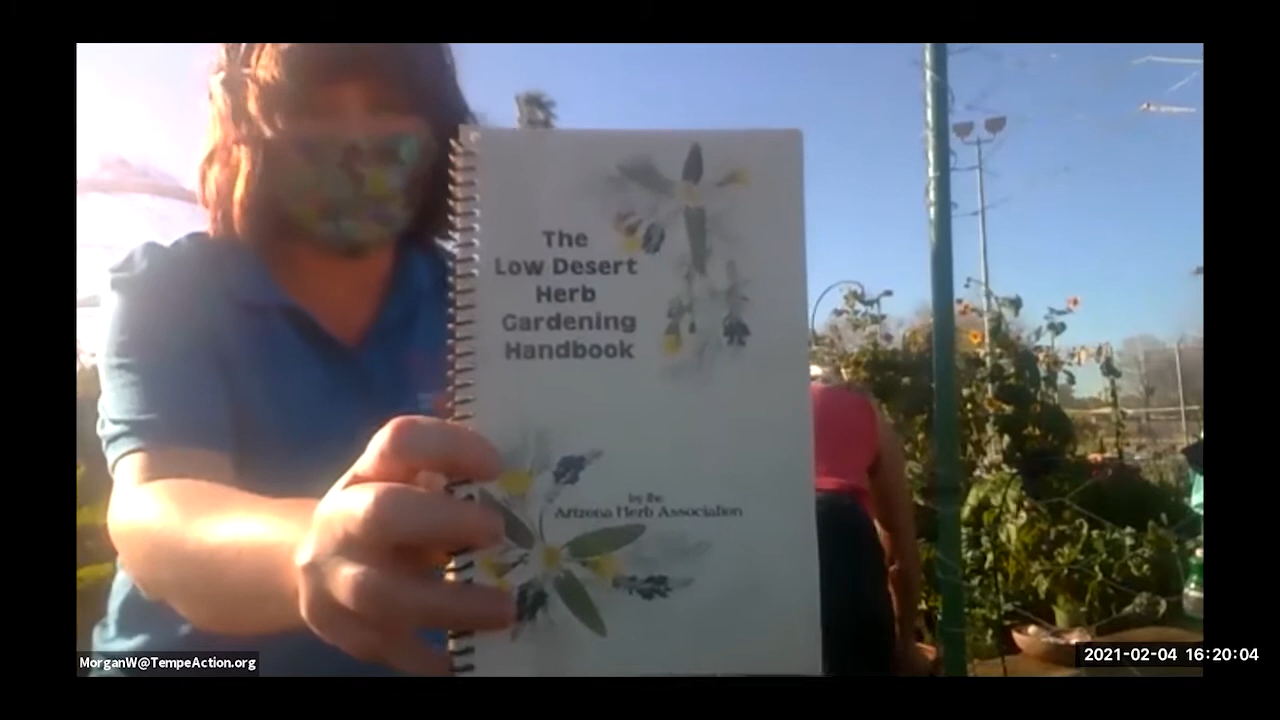 The
Low Desert
Herb
Gardening
Handbook
by the
Arizona Herb Association
MorganW@TempeAction.org
2021-02-04 16:20:04